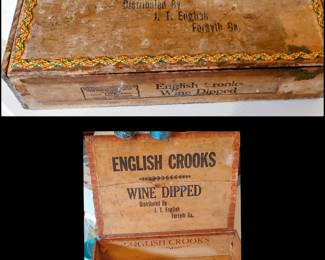 Distributed By
J. T. English
Forsyth Ga.
English Crooks
Wine Dipped
ENGLISH CROOKS
WINE DIPPED
Distributed By
J. T. English
Forsyth Ga.
ENGLISH CROOKS